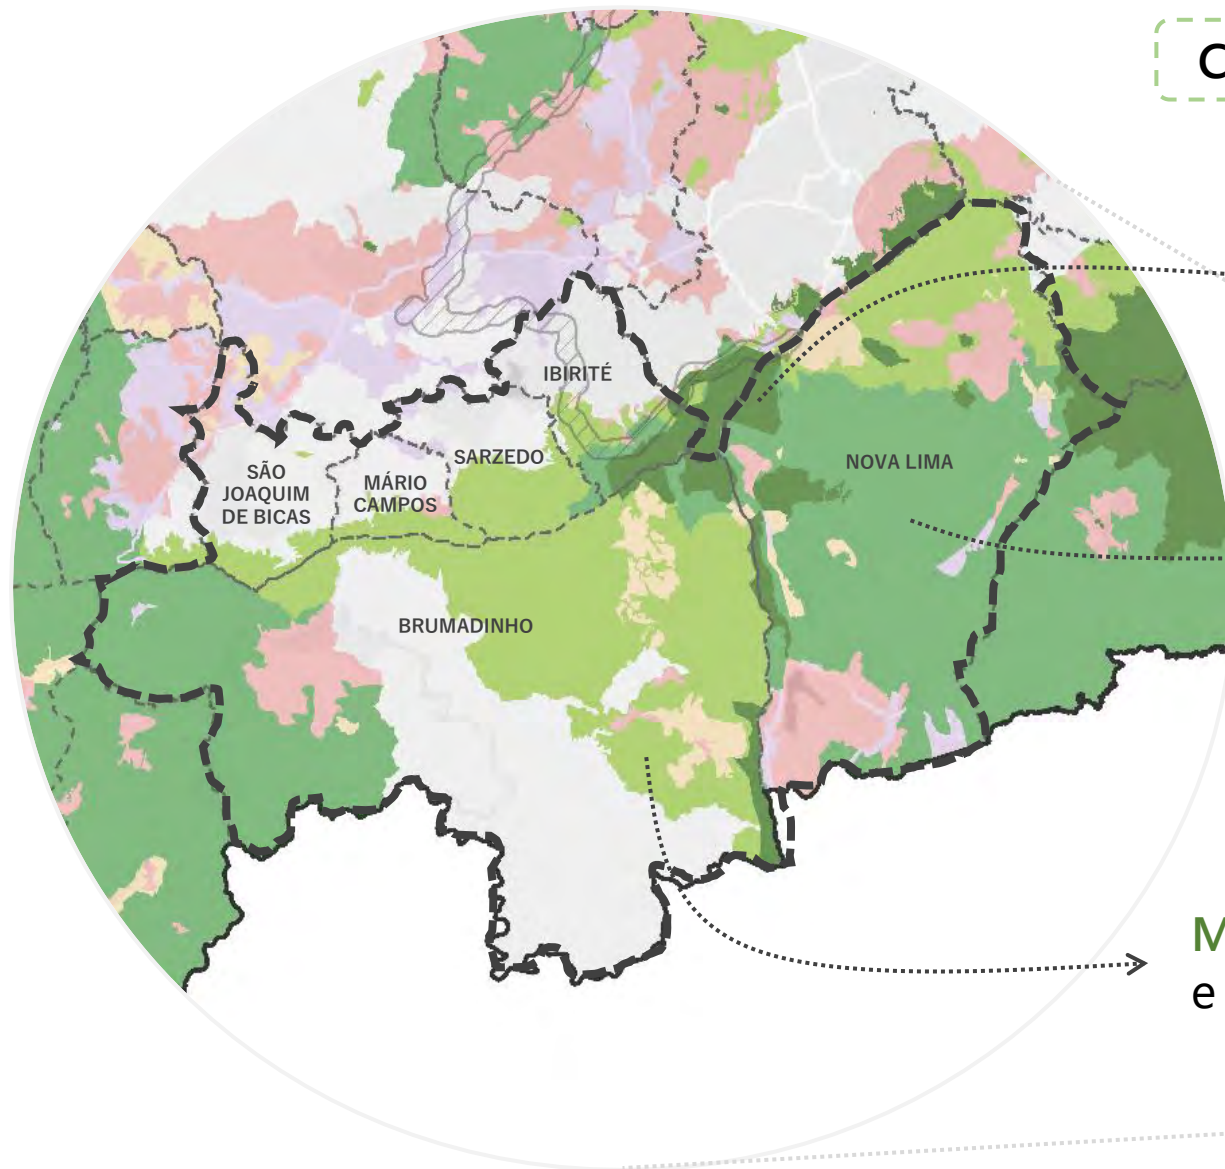 IBIRITÉ
SARZEDO
NOVA LIMA
SÃO
JOAQUIM
DE BICAS
MÁRIO
CAMPOS
BRUMADINHO
e